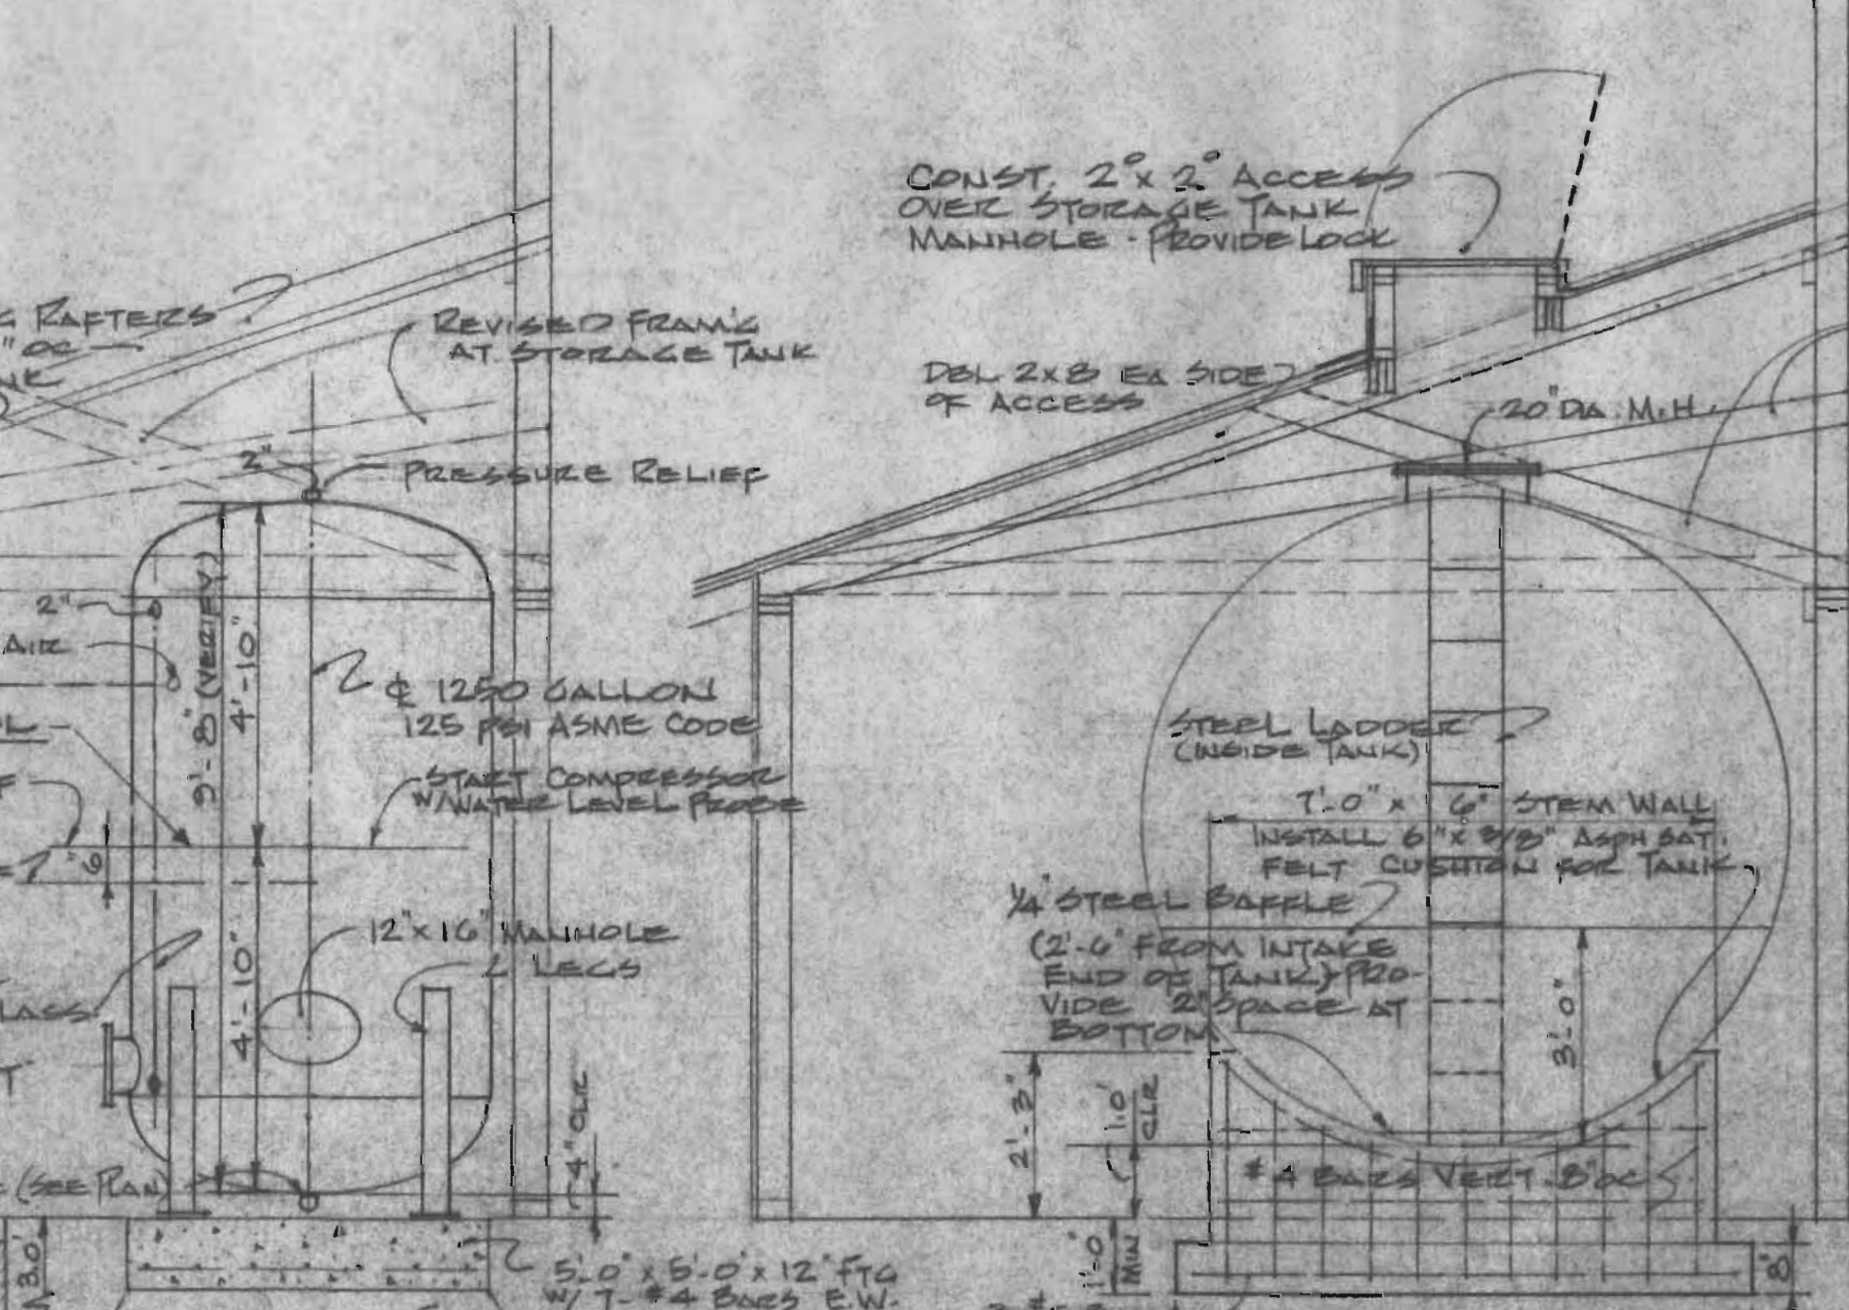 CONST. 2° x 2° ACCESS
OVER STORAGE TANK
MANHOLE - PROVIDE LOCK
RAFTERS
" OC
REVISED FRAM'G
AT STORAGE TANK
DBL 2x8 EA SIDE
OF ACCESS
20" DIA M.H.
2"
PRESSURE RELIEF
2"
AIR
9'-8" (VERIFY)
4'-10"
℄ 1250 GALLON
125 PSI ASME CODE
START COMPRESSOR
W/WATER LEVEL PROBE
6"
12"x16" MANHOLE
L LEGS
4'-10"
4" CLR
(SEE PLAN)
3.0'
5'-0" x 5'-0" x 12" FTG
W/ 7-#4 BARS E.W.
STEEL LADDER
(INSIDE TANK)
7'-0" x 6" STEM WALL
INSTALL 6" x 3/8" ASPH SAT.
FELT CUSHION FOR TANK
1/4" STEEL BAFFLE
(2'-6" FROM INTAKE
END OF TANK) PRO-
VIDE 2" SPACE AT
BOTTOM
3'-0"
2'-3"
1.0'
CLR
#4 BARS VERT. 8" OC
1'-0"
MIN
8"